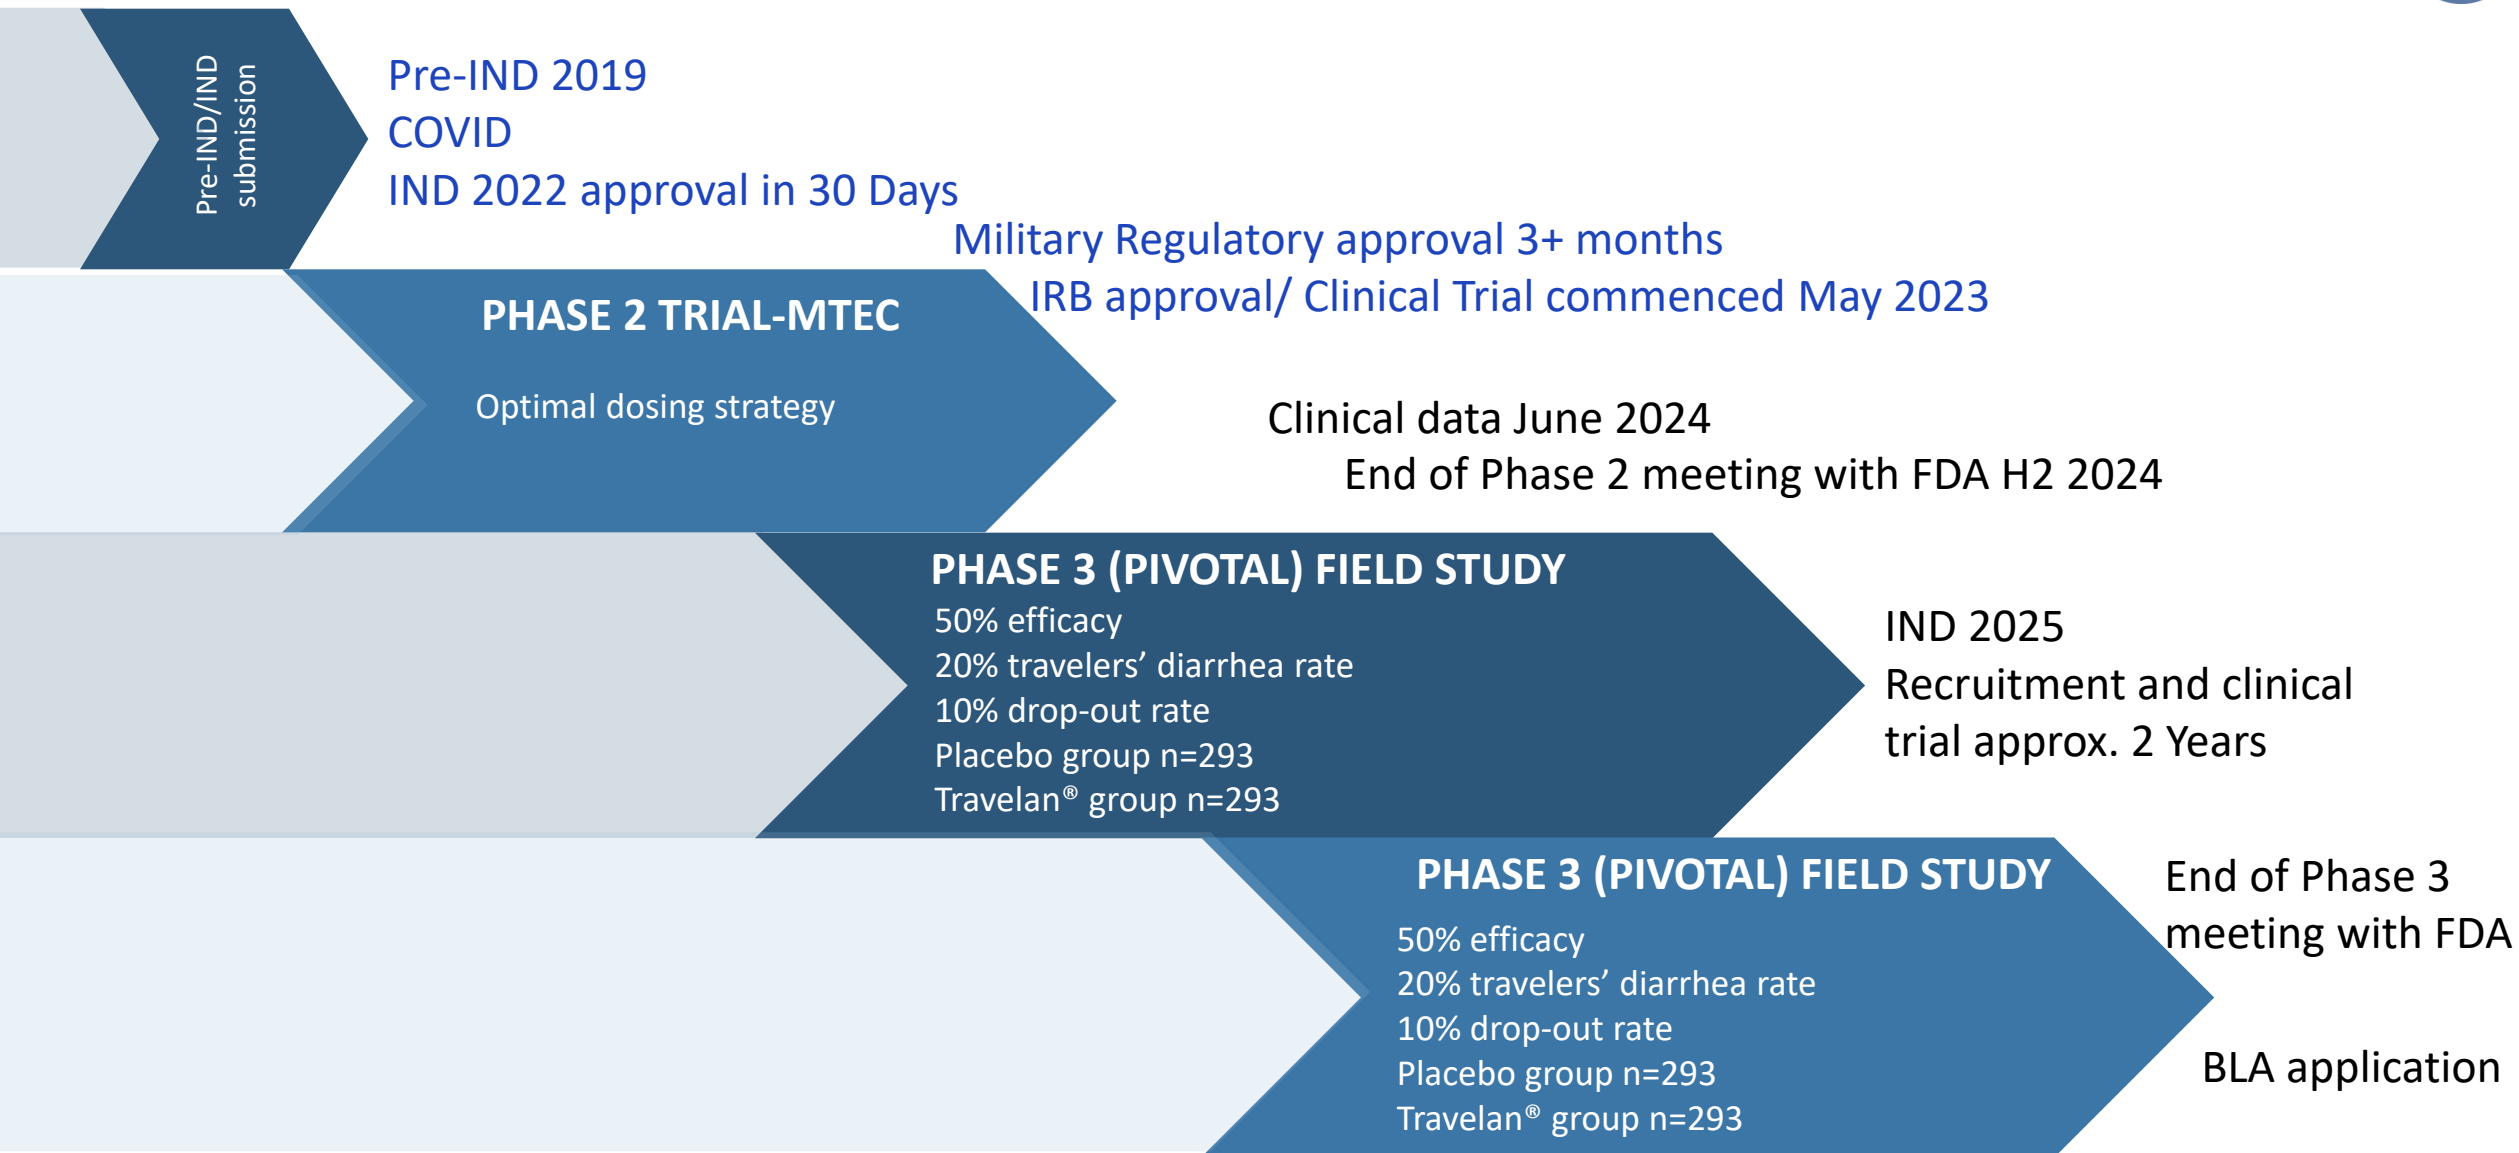 Pre-IND/IND
submission
Pre-IND 2019
COVID
IND 2022 approval in 30 Days
Military Regulatory approval 3+ months
IRB approval/ Clinical Trial commenced May 2023
PHASE 2 TRIAL-MTEC
Optimal dosing strategy
Clinical data June 2024
End of Phase 2 meeting with FDA H2 2024
PHASE 3 (PIVOTAL) FIELD STUDY
50% efficacy
20% travelers’ diarrhea rate
10% drop-out rate
Placebo group n=293
Travelan® group n=293
IND 2025
Recruitment and clinical
trial approx. 2 Years
PHASE 3 (PIVOTAL) FIELD STUDY
50% efficacy
20% travelers’ diarrhea rate
10% drop-out rate
Placebo group n=293
Travelan® group n=293
End of Phase 3
meeting with FDA
BLA application